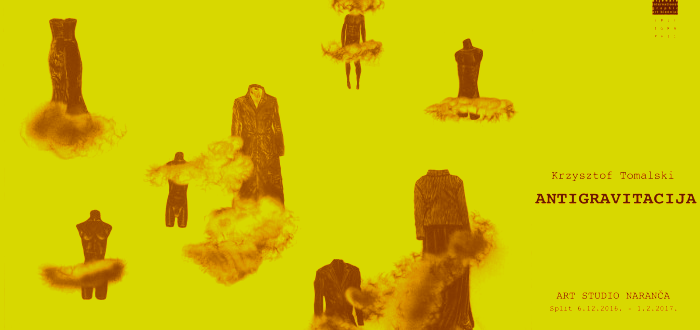 Krzysztof Tomalski
ANTIGRAVITACIJA
ART STUDIO NARANČA
Split 6.12.2016. - 1.2.2017.